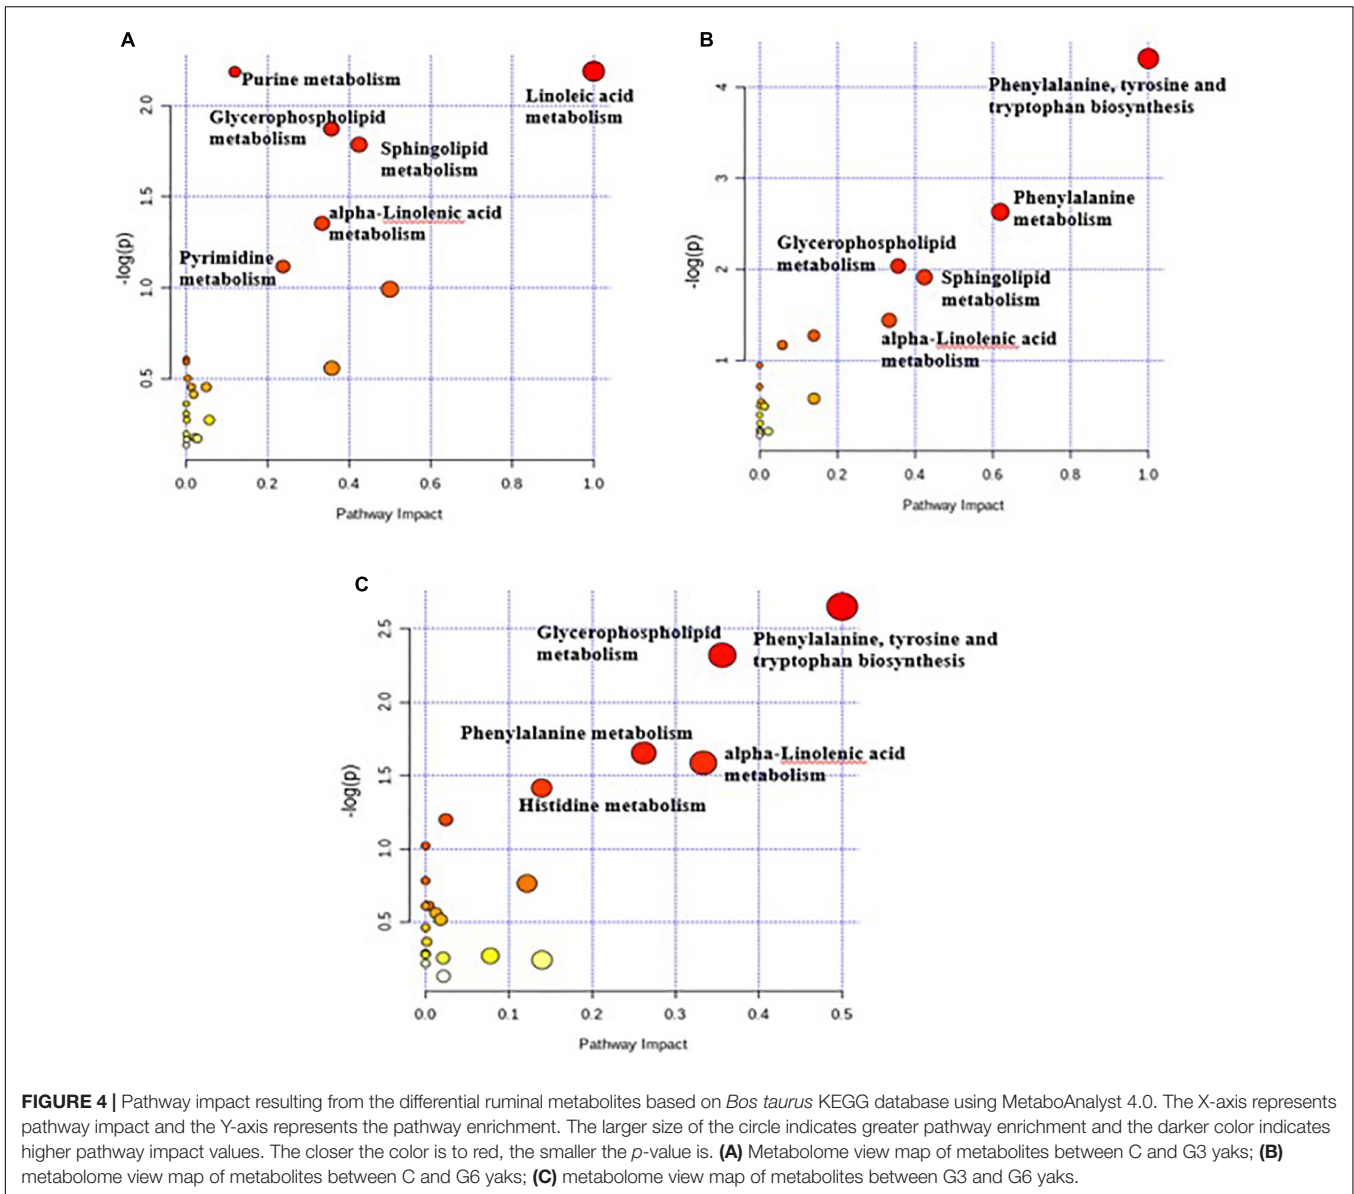 A
Purine metabolism
Linoleic acid
metabolism
Glycerophospholipid
metabolism
Sphingolipid
metabolism
alpha-Linolenic acid
metabolism
Pyrimidine
metabolism
-log(p)
2.0
1.5
1.0
0.5
0.0 0.2 0.4 0.6 0.8 1.0
Pathway Impact
B
Phenylalanine, tyrosine and
tryptophan biosynthesis
Phenylalanine
metabolism
Glycerophospholipid
metabolism
Sphingolipid
metabolism
alpha-Linolenic acid
metabolism
-log(p)
4
3
2
1
0.0 0.2 0.4 0.6 0.8 1.0
Pathway Impact
C
Glycerophospholipid
metabolism
Phenylalanine, tyrosine and
tryptophan biosynthesis
Phenylalanine metabolism
alpha-Linolenic acid
metabolism
Histidine metabolism
-log(p)
2.5
2.0
1.5
1.0
0.5
0.0 0.1 0.2 0.3 0.4 0.5
Pathway Impact
FIGURE 4 | Pathway impact resulting from the differential ruminal metabolites based on Bos taurus KEGG database using MetaboAnalyst 4.0. The X-axis represents
pathway impact and the Y-axis represents the pathway enrichment. The larger size of the circle indicates greater pathway enrichment and the darker color indicates
higher pathway impact values. The closer the color is to red, the smaller the p-value is. (A) Metabolome view map of metabolites between C and G3 yaks; (B)
metabolome view map of metabolites between C and G6 yaks; (C) metabolome view map of metabolites between G3 and G6 yaks.